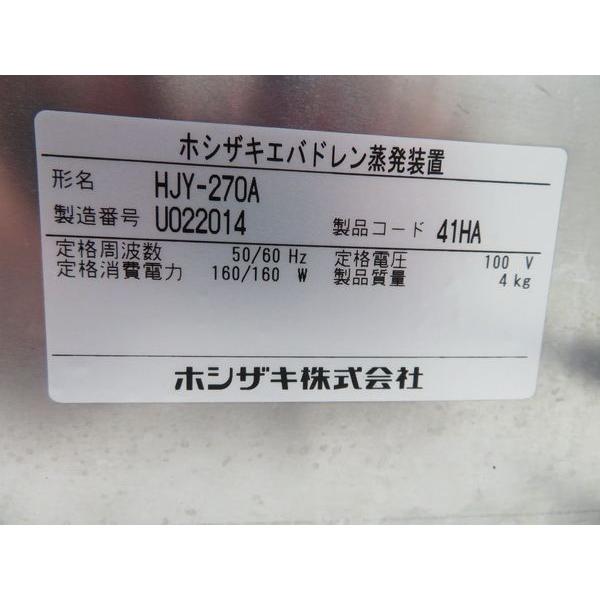 ホシザキエバドレン蒸発装置
形名 HJY-270A
製造番号 U022014 製品コード 41HA
定格周波数 50/60 Hz 定格電圧 100 V
定格消費電力 160/160 W 製品質量 4 kg
ホシザキ株式会社